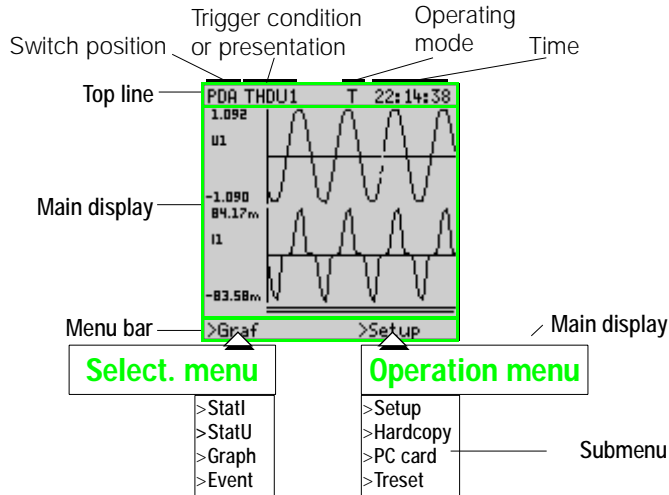 Switch position
Trigger condition
or presentation
Operating
mode
Time
Top line
PDA THDU1 T 22:14:38
1.092
U1
-1.090
Main display
84.17m
I1
-83.58m
Menu bar
>Graf >Setup
Main display
Select. menu
Operation menu
>StatI
>StatU
>Graph
>Event
>Setup
>Hardcopy
>PC card
>Treset
Submenu